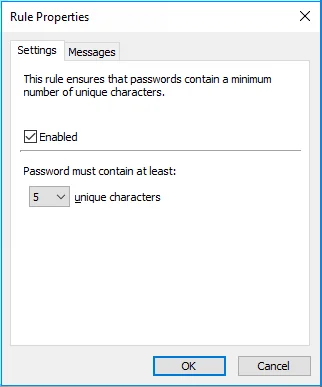 Rule Properties
Settings
Messages
This rule ensures that passwords contain a minimum
number of unique characters.
Enabled
Password must contain at least:
5 unique characters
OK
Cancel